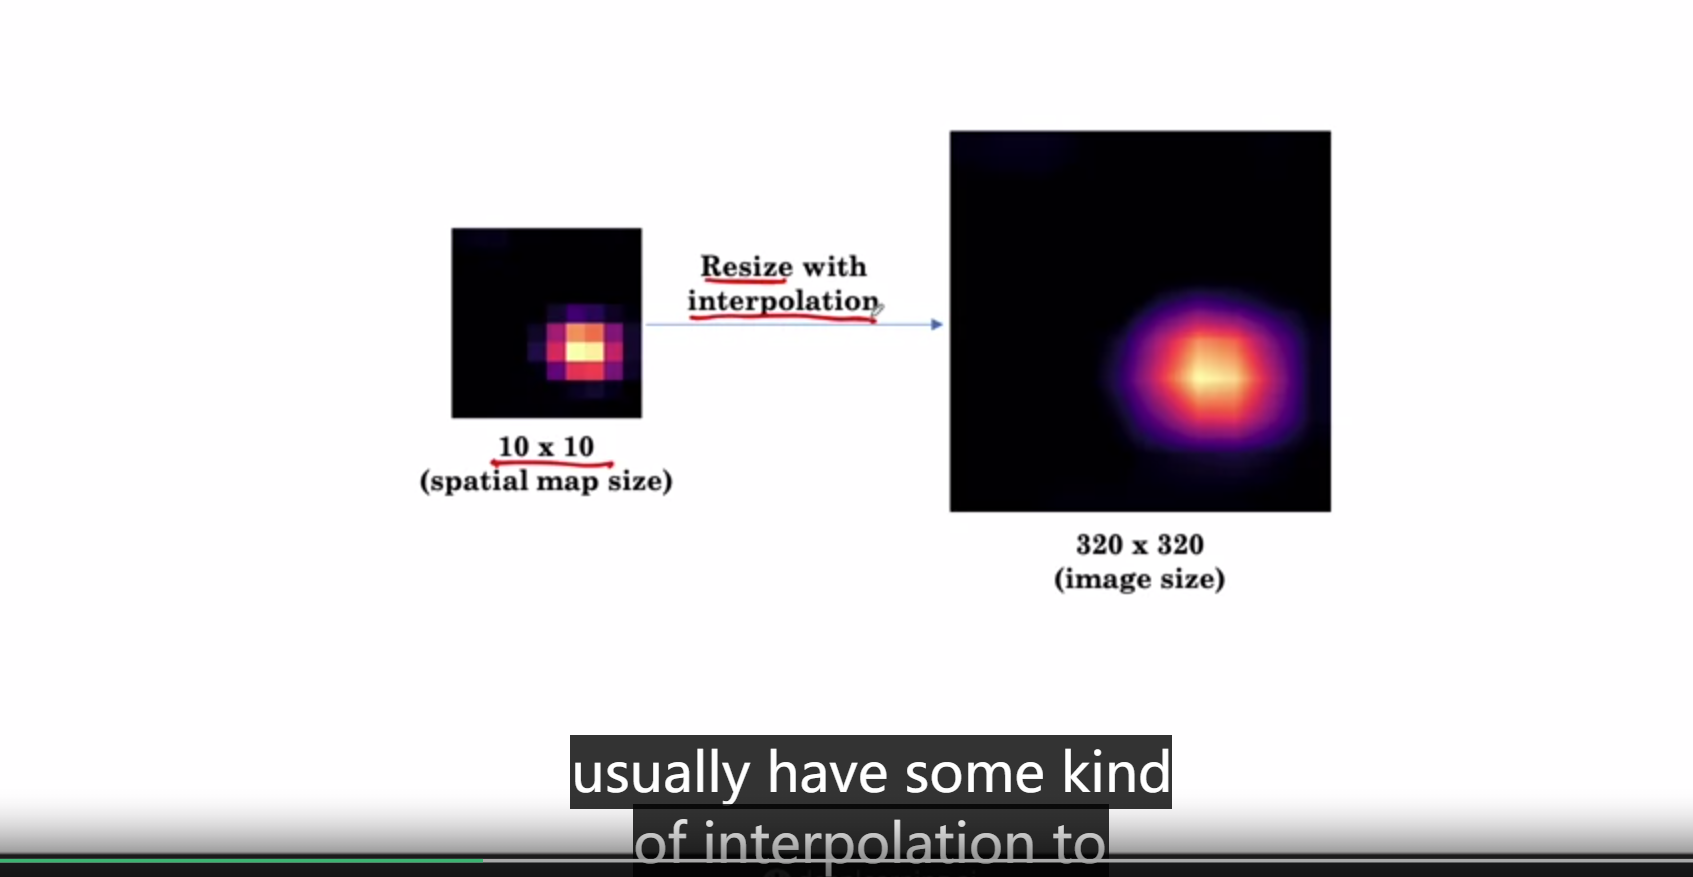 Resize with
interpolation
10 x 10
(spatial map size)
320 x 320
(image size)
usually have some kind
of interpolation to